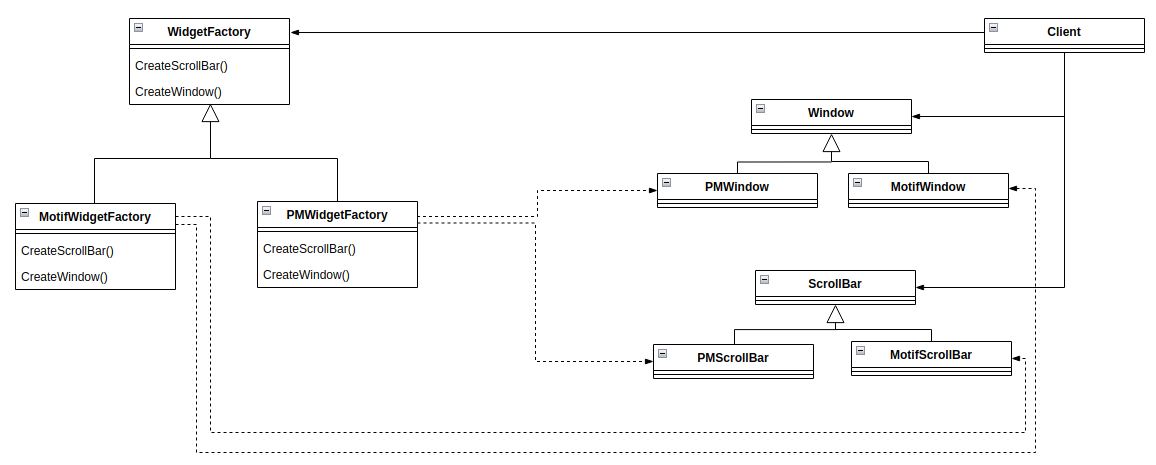 WidgetFactory
CreateScrollBar()
CreateWindow()
Client
Window
PMWindow
MotifWindow
MotifWidgetFactory
CreateScrollBar()
CreateWindow()
PMWidgetFactory
CreateScrollBar()
CreateWindow()
ScrollBar
PMScrollBar
MotifScrollBar